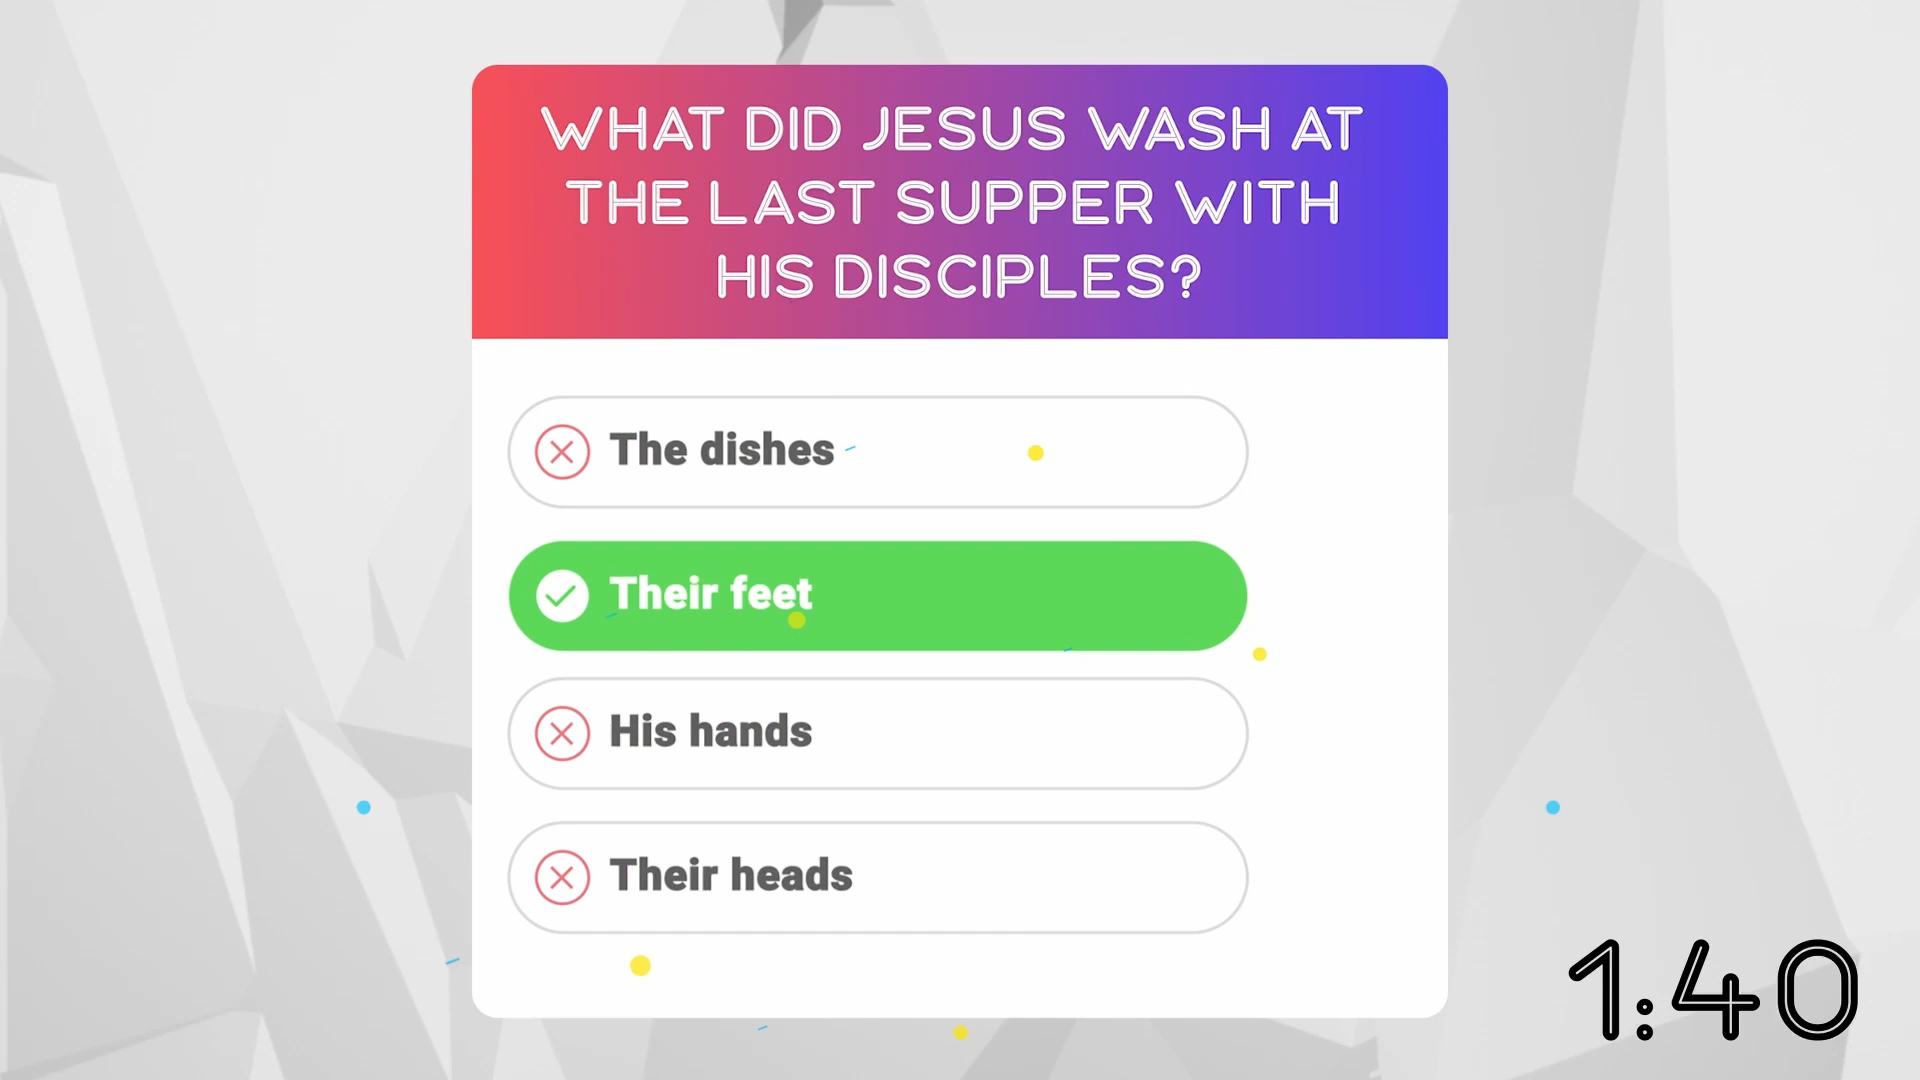 WHAT DID JESUS WASH AT
THE LAST SUPPER WITH
HIS DISCIPLES?
The dishes
Their feet
His hands
Their heads
1:40